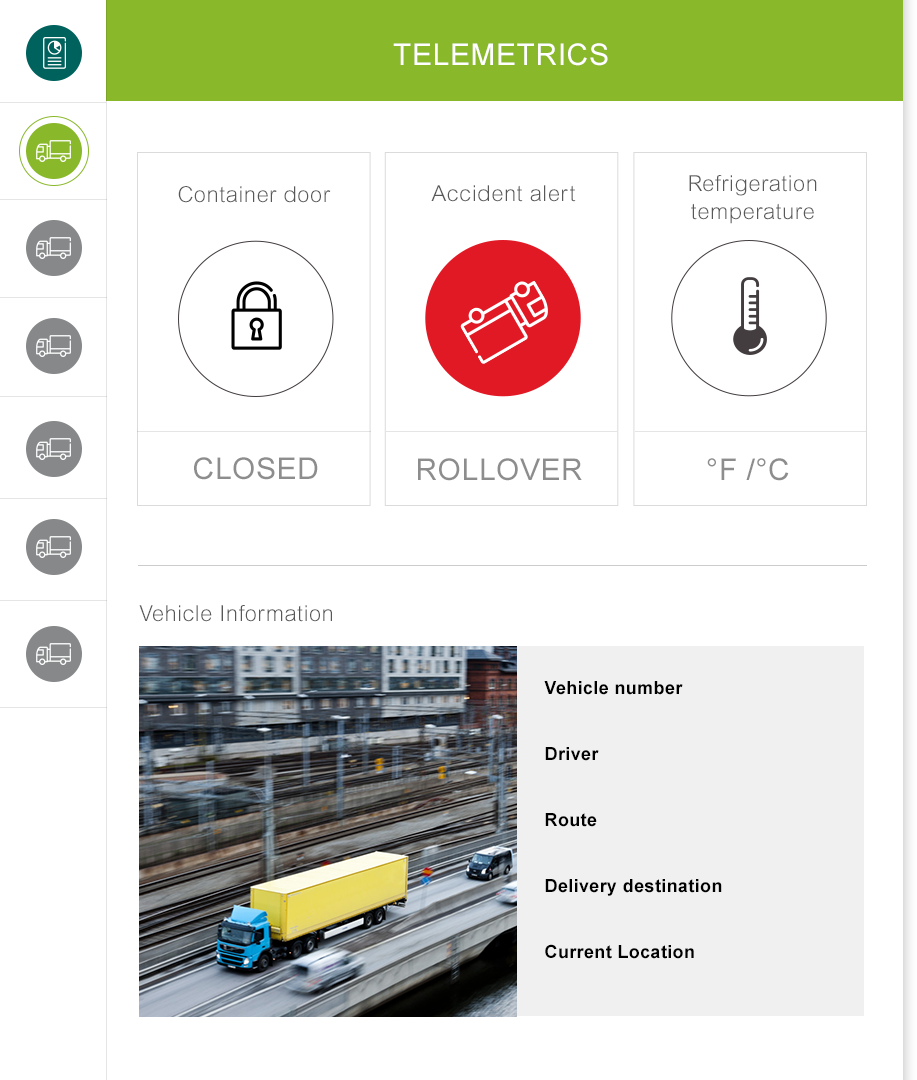 TELEMETRICS
Container door
Accident alert
Refrigeration
temperature
CLOSED
ROLLOVER
°F /°C
Vehicle Information
Vehicle number
Driver
Route
Delivery destination
Current Location